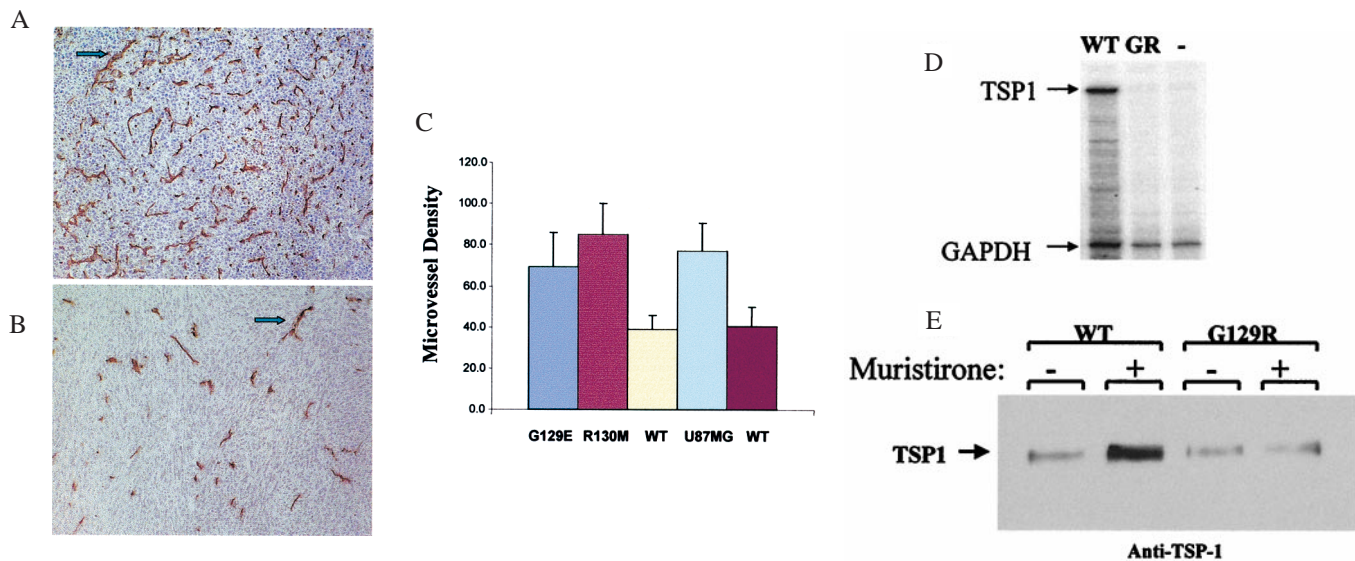 A
B
C
Microvessel Density
120.0
100.0
80.0
60.0
40.0
20.0
0.0
G129E R130M WT U87MG WT
D
WT GR -
TSP1
GAPDH
E
WT G129R
Muristirone: - + - +
TSP1
Anti-TSP-1